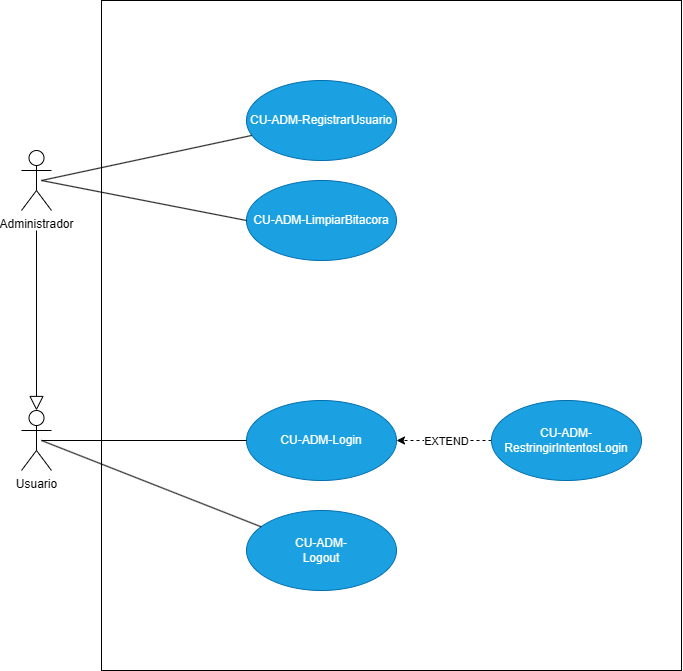 CU-ADM-RegistrarUsuario
CU-ADM-LimpiarBitacora
Administrador
CU-ADM-Login
EXTEND
CU-ADM-
RestringirIntentosLogin
Usuario
CU-ADM-
Logout